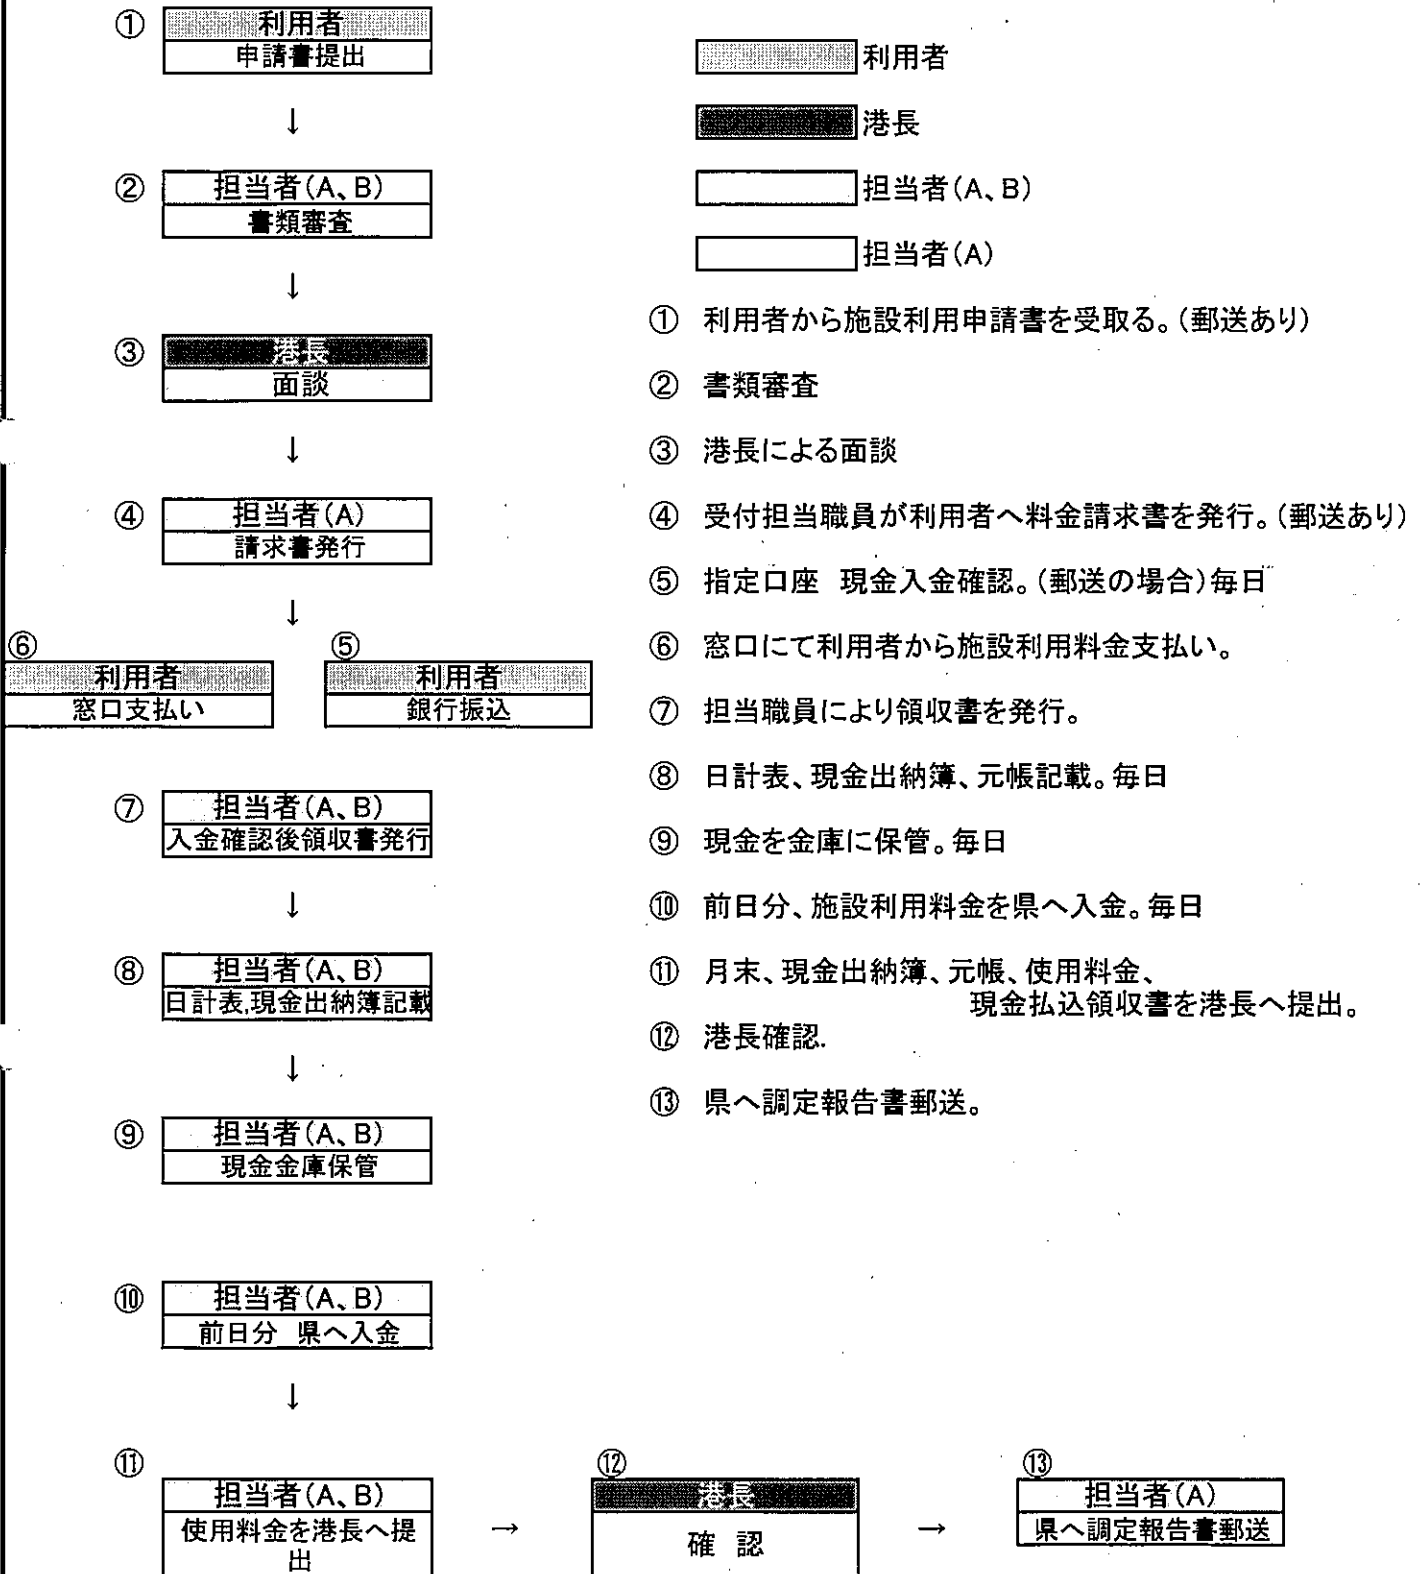 ① 利用者
申請書提出
↓
② 担当者(A、B)
書類審査
↓
③ 港長
面談
↓
④ 担当者(A)
請求書発行
↓
⑥ ⑤
利用者 利用者
窓口支払い 銀行振込
⑦ 担当者(A、B)
入金確認後領収書発行
↓
⑧ 担当者(A、B)
日計表,現金出納簿記載
↓
⑨ 担当者(A、B)
現金金庫保管
⑩ 担当者(A、B)
前日分 県へ入金
↓
⑪
担当者(A、B)
使用料金を港長へ提
出
→
⑫
港長
確 認
→
⑬
担当者(A)
県へ調定報告書郵送
利用者
港長
担当者(A、B)
担当者(A)
① 利用者から施設利用申請書を受取る。(郵送あり)
② 書類審査
③ 港長による面談
④ 受付担当職員が利用者へ料金請求書を発行。(郵送あり)
⑤ 指定口座 現金入金確認。(郵送の場合)毎日
⑥ 窓口にて利用者から施設利用料金支払い。
⑦ 担当職員により領収書を発行。
⑧ 日計表、現金出納簿、元帳記載。毎日
⑨ 現金を金庫に保管。毎日
⑩ 前日分、施設利用料金を県へ入金。毎日
⑪ 月末、現金出納簿、元帳、使用料金、
現金払込領収書を港長へ提出。
⑫ 港長確認.
⑬ 県へ調定報告書郵送。